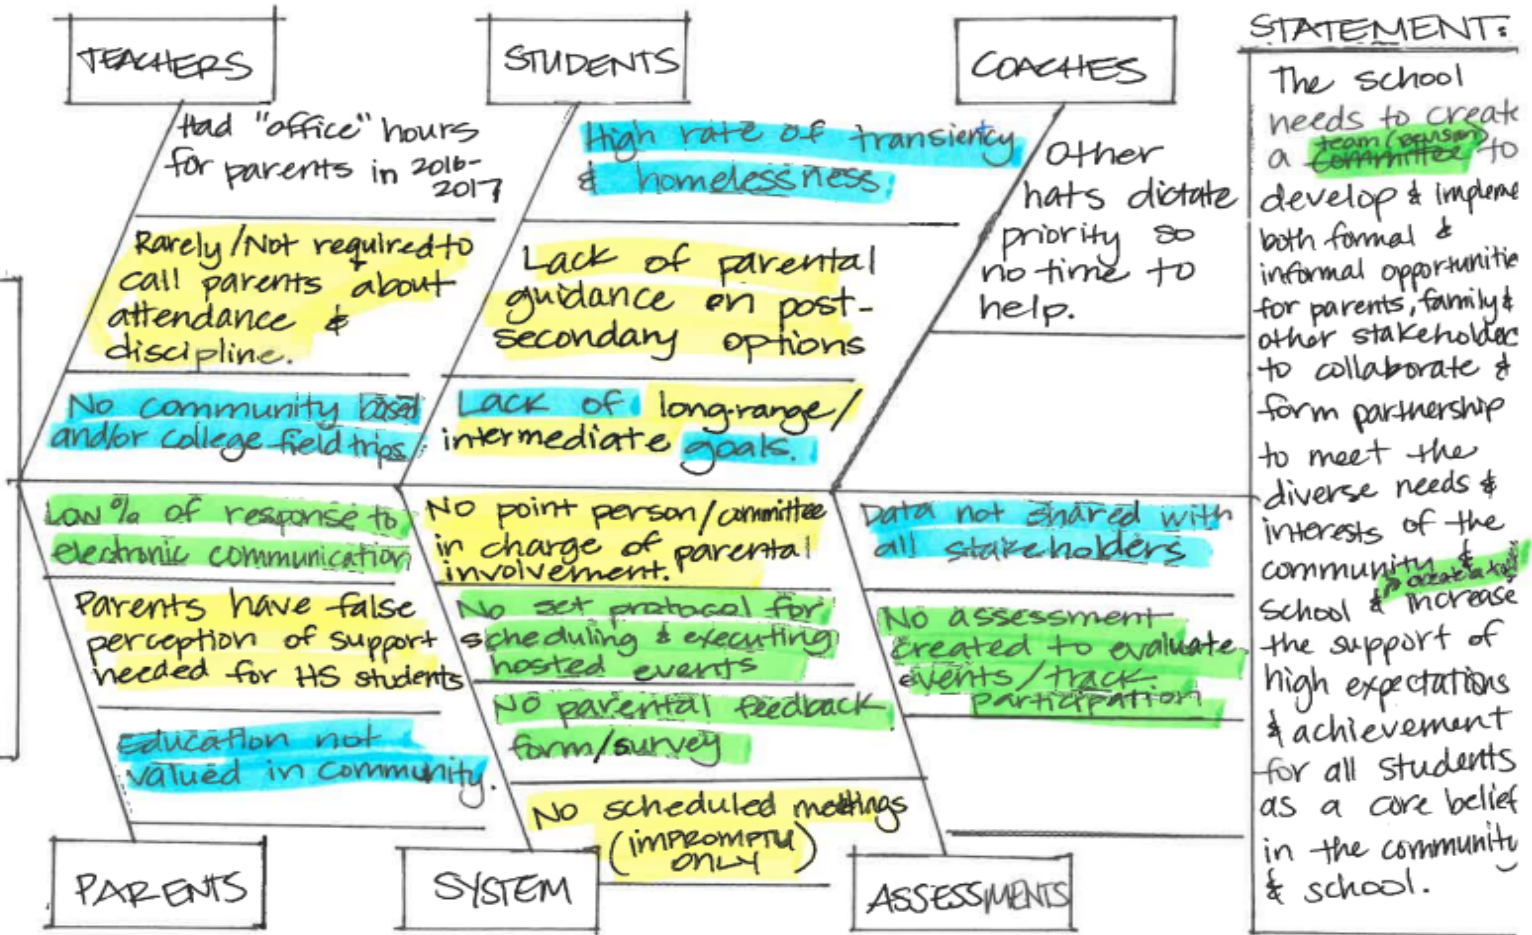 TEACHERS
Had "office" hours
for parents in 2016-
2017
Rarely/Not required to
call parents about
attendance &
discipline.
No community based
and/or college field trips.
STUDENTS
High rate of transiency
& homelessness
Lack of parental
guidance on post-
secondary options
Lack of long-range/
intermediate goals.
COACHES
Other
hats dictate
priority so
no time to
help.
Low % of response to
electronic communication
Parents have false
perception of support
needed for HS students
Education not
valued in community.
PARENTS
No point person/committee
in charge of parental
involvement.
No set protocol for
scheduling & executing
hosted events
No parental feedback
form/survey
No scheduled meetings
(IMPROMPTU
ONLY)
SYSTEM
Data not shared with
all stakeholders
No assessment
created to evaluate
events/track
participation
ASSESSMENTS
STATEMENT:
The school
needs to create
team
a committee to
develop & impleme
both formal &
informal opportunitie
for parents, family &
other stakeholder
to collaborate &
form partnership
to meet the
diverse needs &
interests of the
community &
school & increase
the support of
high expectations
& achievement
for all students
as a core belief
in the community
& school.